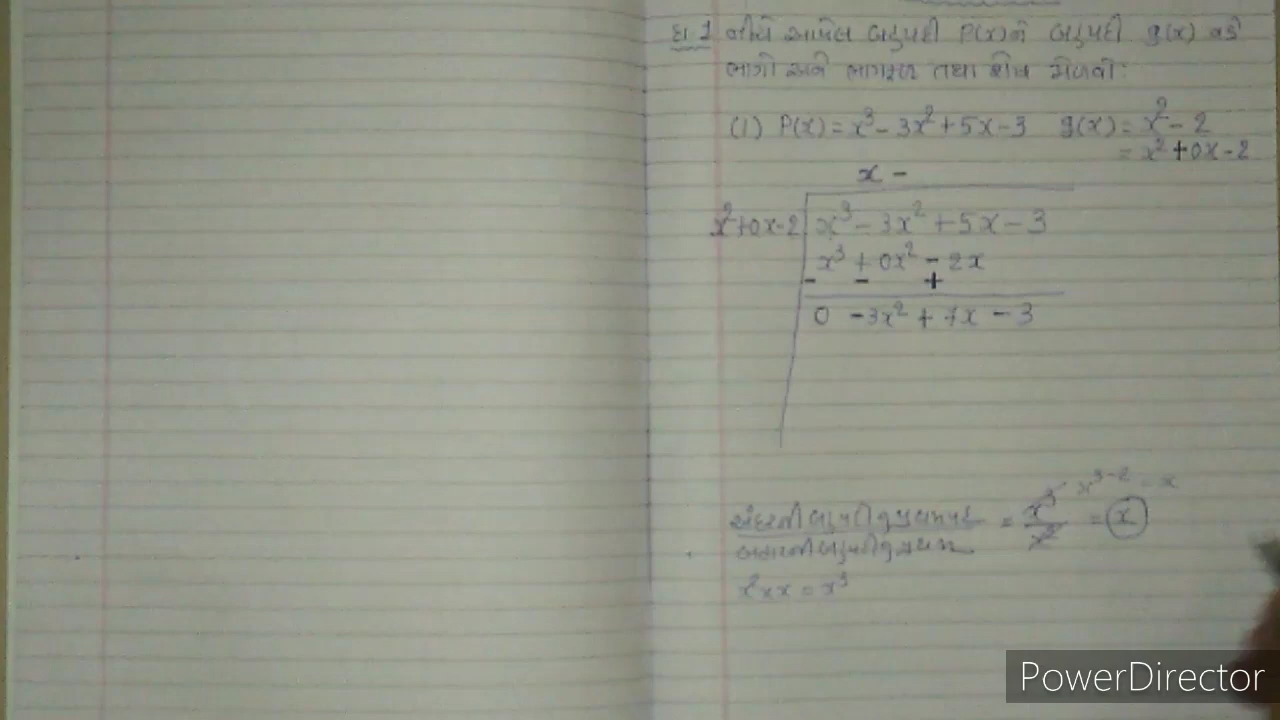 દા 1 નીચે આપેલ બહુપદી P(x)ને બહુપદી g(x) વડે
ભાગો અને ભાગફળ તથા શેષ મેળવો:
(1) P(x) = x³ - 3x² + 5x - 3 g(x) = x² - 2
= x² + 0x - 2
x -
x² + 0x - 2 x³ - 3x² + 5x - 3
x³ + 0x² - 2x
- - +
0 - 3x² + 7x - 3
x³⁻² = x
= x³/x² = x
x² × x = x³
PowerDirector